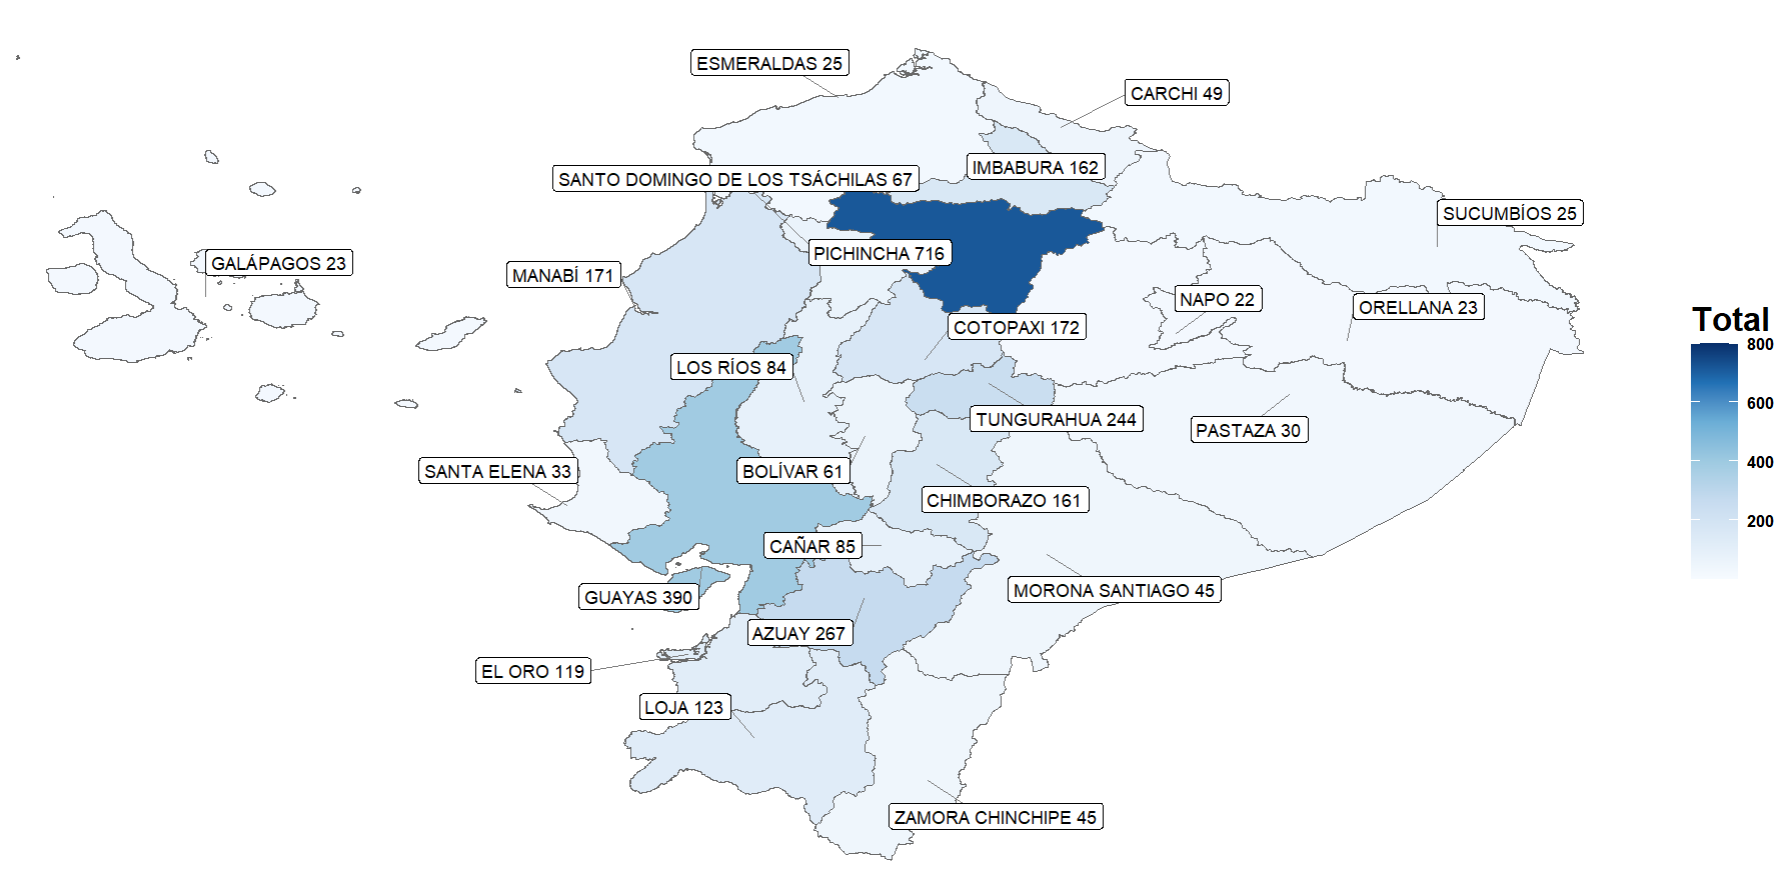 ESMERALDAS 25
CARCHI 49
IMBABURA 162
SANTO DOMINGO DE LOS TSÁCHILAS 67
SUCUMBÍOS 25
PICHINCHA 716
GALÁPAGOS 23
MANABÍ 171
NAPO 22
ORELLANA 23
COTOPAXI 172
LOS RÍOS 84
TUNGURAHUA 244
PASTAZA 30
SANTA ELENA 33
BOLÍVAR 61
CHIMBORAZO 161
CAÑAR 85
MORONA SANTIAGO 45
GUAYAS 390
AZUAY 267
EL ORO 119
LOJA 123
ZAMORA CHINCHIPE 45
Total
800
600
400
200